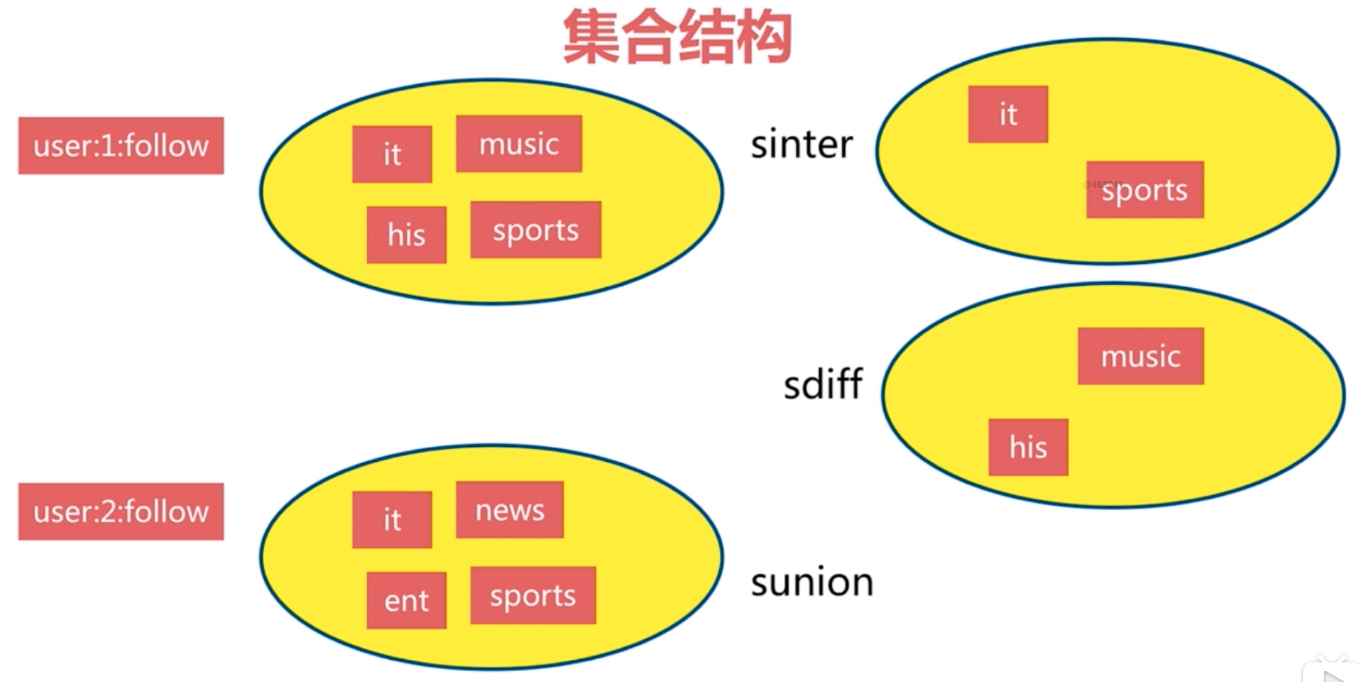 集合结构
user:1:follow
it
music
his
sports
sinter
it
sports
sdiff
music
his
user:2:follow
it
news
ent
sports
sunion